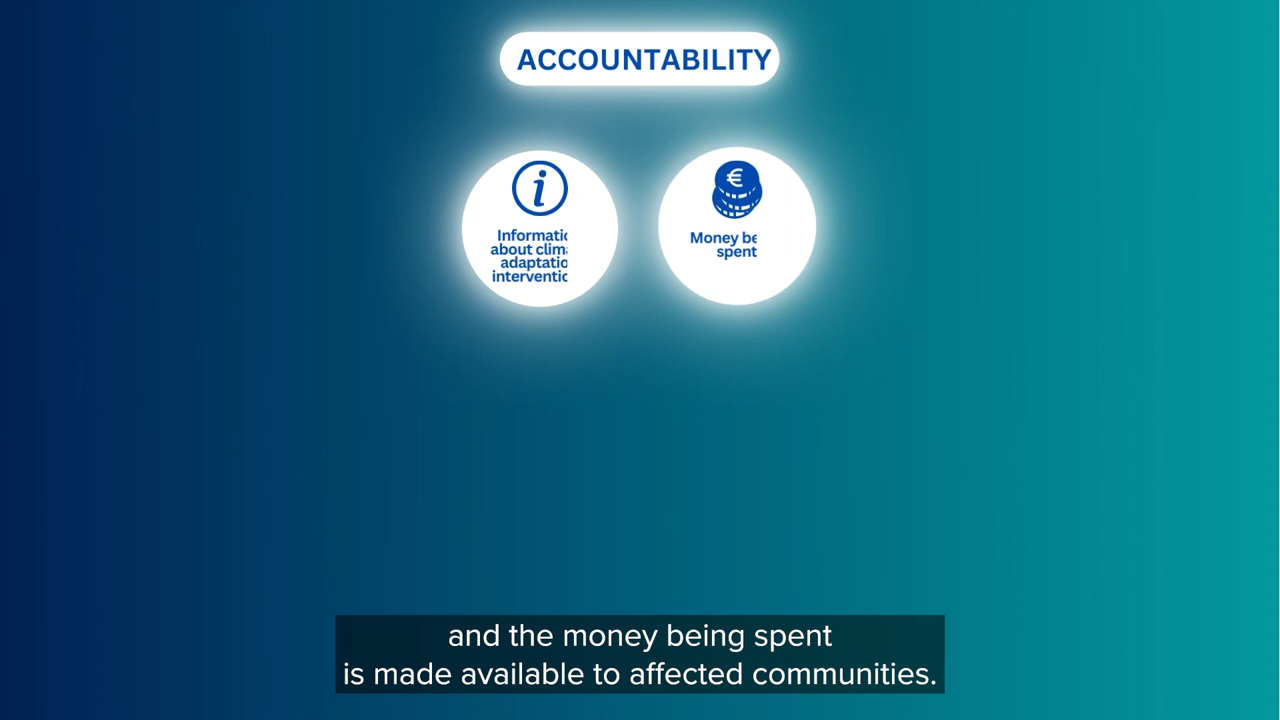 ACCOUNTABILITY
i
Informatic
about clim
adaptatio
interventic
€
Money be
spent
and the money being spent
is made available to affected communities.